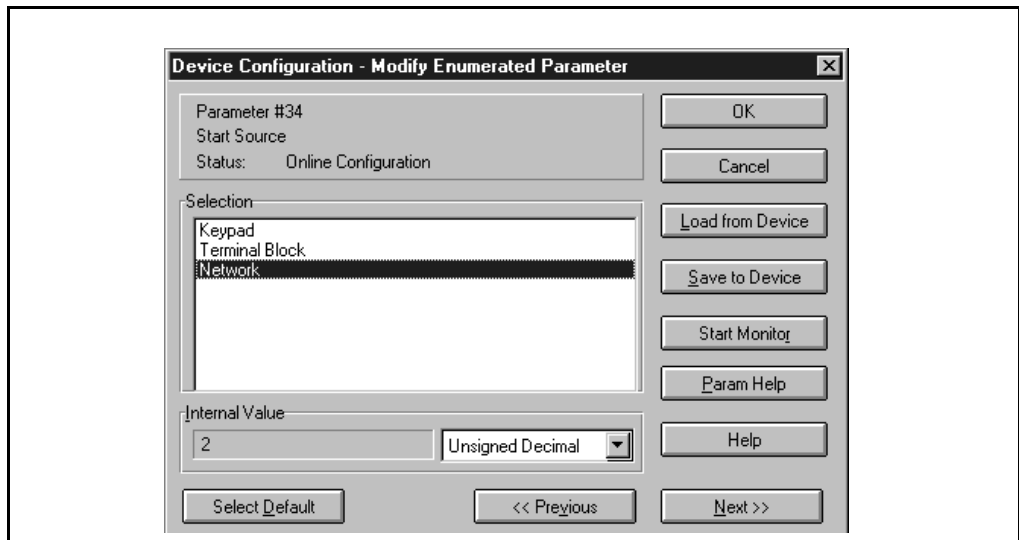 Device Configuration - Modify Enumerated Parameter
Parameter #34
Start Source
Status: Online Configuration
Selection
Keypad
Terminal Block
Network
Internal Value
2
Unsigned Decimal
Select Default
<< Previous
Next >>
OK
Cancel
Load from Device
Save to Device
Start Monitor
Param Help
Help